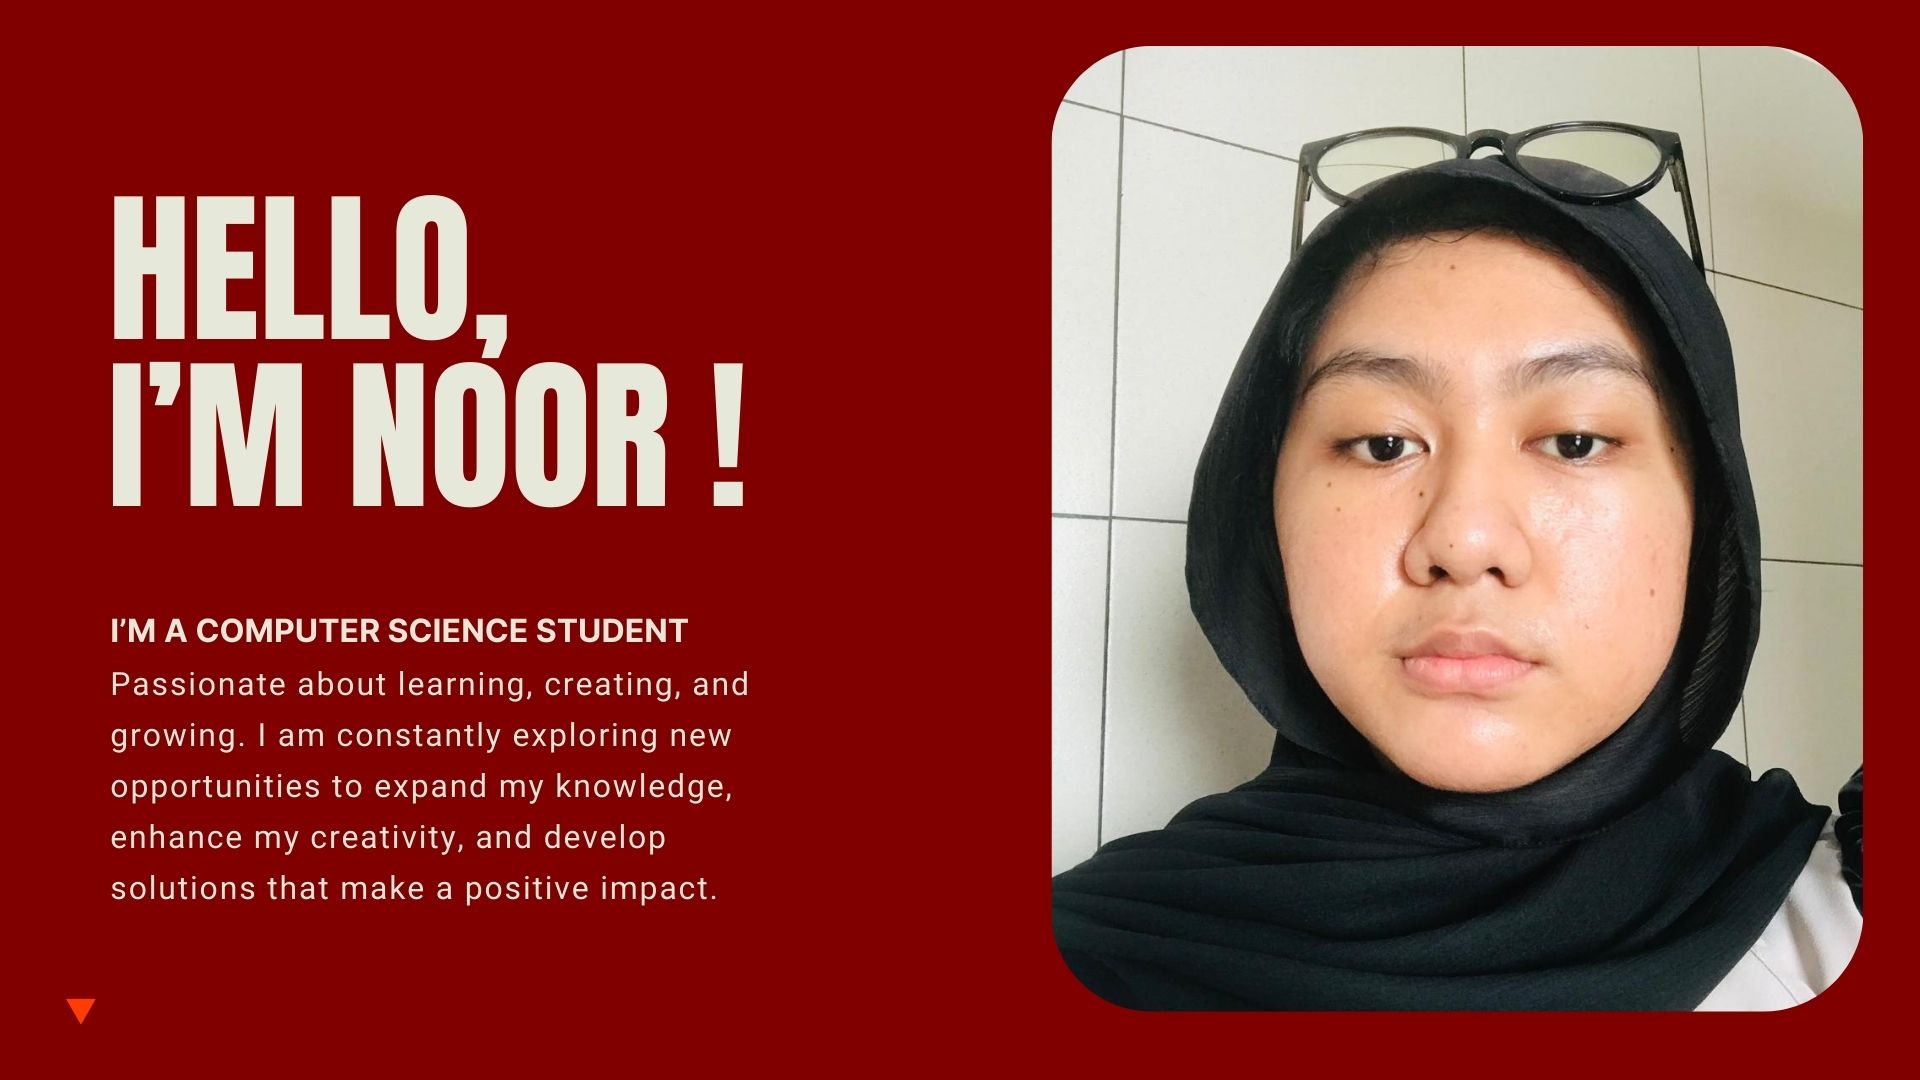 HELLO,
I’M NOOR !
I’M A COMPUTER SCIENCE STUDENT
Passionate about learning, creating, and
growing. I am constantly exploring new
opportunities to expand my knowledge,
enhance my creativity, and develop
solutions that make a positive impact.